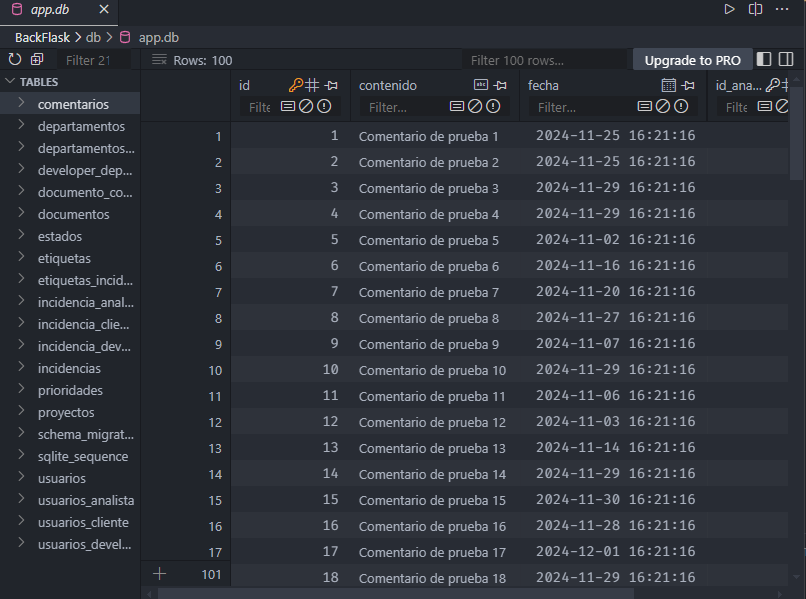 app.db
BackFlask > db > app.db
Filter 21
Rows: 100
Filter 100 rows...
Upgrade to PRO
TABLES
comentarios
departamentos
departamentos...
developer_dep...
documento_co...
documentos
estados
etiquetas
etiquetas_incid...
incidencia_anal...
incidencia_clie...
incidencia_dev...
incidencias
prioridades
proyectos
schema_migrat...
sqlite_sequence
usuarios
usuarios_analista
usuarios_cliente
usuarios_devel...
id contenido fecha id_ana...
Filte Filter... Filter... Filte
1 1 Comentario de prueba 1 2024-11-25 16:21:16
2 2 Comentario de prueba 2 2024-11-25 16:21:16
3 3 Comentario de prueba 3 2024-11-29 16:21:16
4 4 Comentario de prueba 4 2024-11-29 16:21:16
5 5 Comentario de prueba 5 2024-11-02 16:21:16
6 6 Comentario de prueba 6 2024-11-16 16:21:16
7 7 Comentario de prueba 7 2024-11-20 16:21:16
8 8 Comentario de prueba 8 2024-11-27 16:21:16
9 9 Comentario de prueba 9 2024-11-07 16:21:16
10 10 Comentario de prueba 10 2024-11-29 16:21:16
11 11 Comentario de prueba 11 2024-11-06 16:21:16
12 12 Comentario de prueba 12 2024-11-03 16:21:16
13 13 Comentario de prueba 13 2024-11-14 16:21:16
14 14 Comentario de prueba 14 2024-11-29 16:21:16
15 15 Comentario de prueba 15 2024-11-30 16:21:16
16 16 Comentario de prueba 16 2024-11-28 16:21:16
17 17 Comentario de prueba 17 2024-12-01 16:21:16
101 18 Comentario de prueba 18 2024-11-29 16:21:16